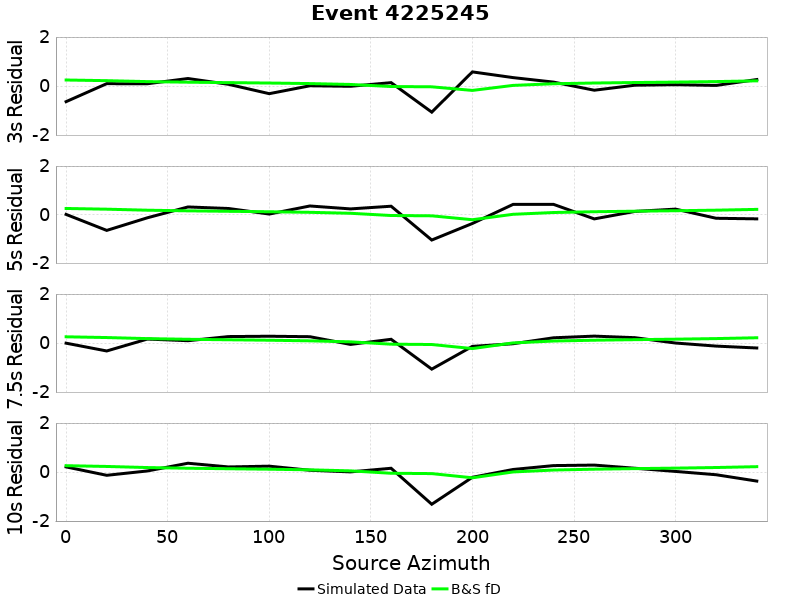 Event 4225245
3s Residual
2
0
-2
5s Residual
2
0
-2
7.5s Residual
2
0
-2
10s Residual
2
0
-2
0 50 100 150 200 250 300
Source Azimuth
Simulated Data B&S fD